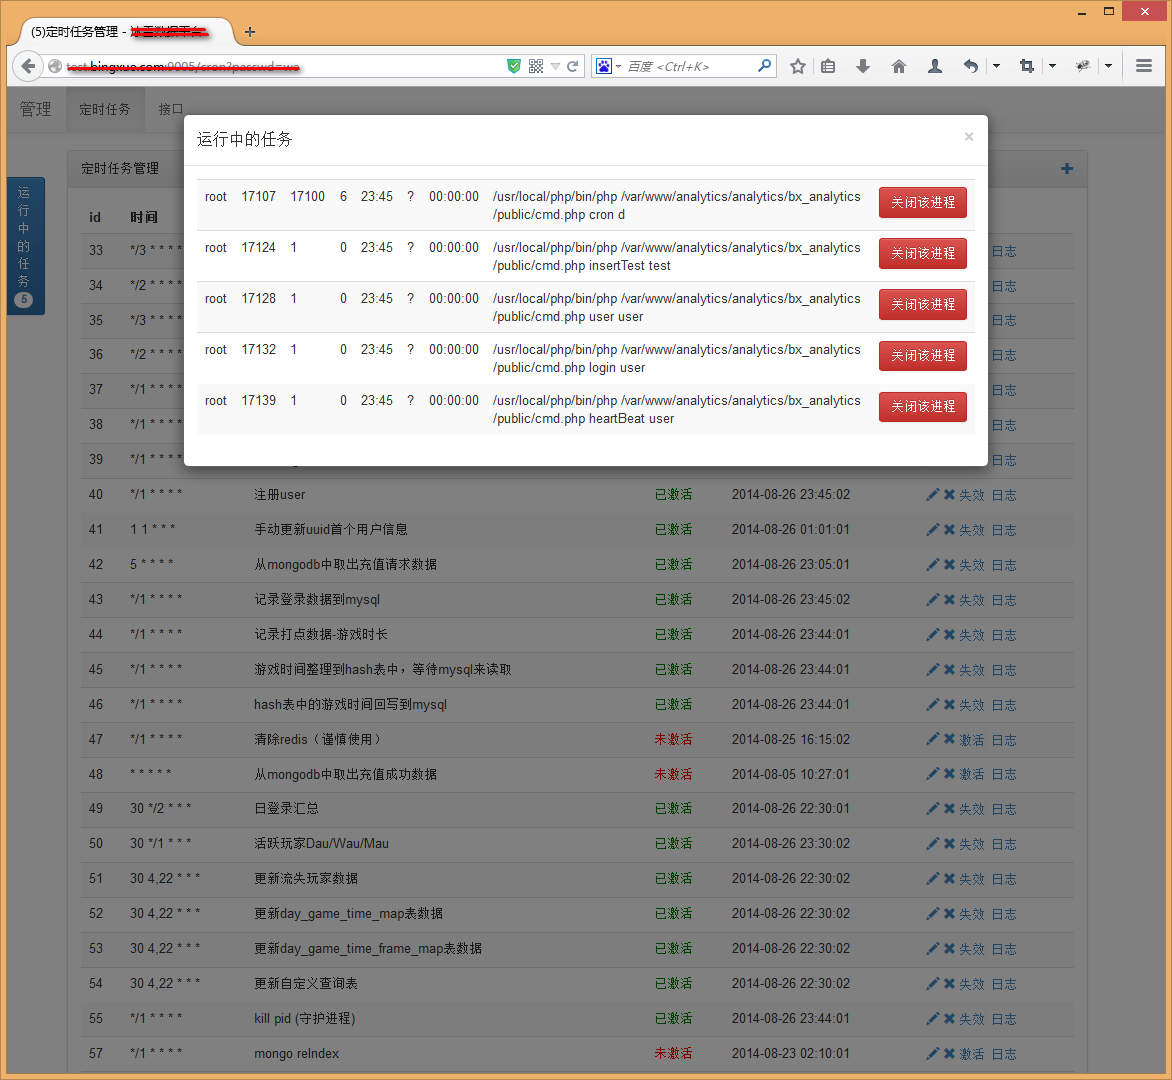 (5)定时任务管理 -
百度 <Ctrl+K>
管理 定时任务 接口
运行中的任务 ×
root 17107 17100 6 23:45 ? 00:00:00 /usr/local/php/bin/php /var/www/analytics/analytics/bx_analytics
/public/cmd.php cron d
关闭该进程
root 17124 1 0 23:45 ? 00:00:00 /usr/local/php/bin/php /var/www/analytics/analytics/bx_analytics
/public/cmd.php insertTest test
关闭该进程
root 17128 1 0 23:45 ? 00:00:00 /usr/local/php/bin/php /var/www/analytics/analytics/bx_analytics
/public/cmd.php user user
关闭该进程
root 17132 1 0 23:45 ? 00:00:00 /usr/local/php/bin/php /var/www/analytics/analytics/bx_analytics
/public/cmd.php login user
关闭该进程
root 17139 1 0 23:45 ? 00:00:00 /usr/local/php/bin/php /var/www/analytics/analytics/bx_analytics
/public/cmd.php heartBeat user
关闭该进程
运
行
中
的
任
务
5
定时任务管理
id 时间
33 */3 * * * * 日志
34 */2 * * * * 日志
35 */3 * * * * 日志
36 */2 * * * * 日志
37 */1 * * * * 日志
38 */1 * * * * 日志
39 */1 * * * * 日志
40 */1 * * * * 注册user 已激活 2014-08-26 23:45:02 失效 日志
41 1 1 * * * 手动更新uuid首个用户信息 已激活 2014-08-26 01:01:01 失效 日志
42 5 * * * * 从mongodb中取出充值请求数据 已激活 2014-08-26 23:05:01 失效 日志
43 */1 * * * * 记录登录数据到mysql 已激活 2014-08-26 23:45:02 失效 日志
44 */1 * * * * 记录打点数据-游戏时长 已激活 2014-08-26 23:44:01 失效 日志
45 */1 * * * * 游戏时间整理到hash表中，等待mysql来读取 已激活 2014-08-26 23:44:01 失效 日志
46 */1 * * * * hash表中的游戏时间回写到mysql 已激活 2014-08-26 23:44:01 失效 日志
47 */1 * * * * 清除redis（谨慎使用） 未激活 2014-08-25 16:15:02 激活 日志
48 * * * * * 从mongodb中取出充值成功数据 未激活 2014-08-05 10:27:01 激活 日志
49 30 */2 * * * 日登录汇总 已激活 2014-08-26 22:30:01 失效 日志
50 30 */1 * * * 活跃玩家Dau/Wau/Mau 已激活 2014-08-26 23:30:02 失效 日志
51 30 4,22 * * * 更新流失玩家数据 已激活 2014-08-26 22:30:02 失效 日志
52 30 4,22 * * * 更新day_game_time_map表数据 已激活 2014-08-26 22:30:02 失效 日志
53 30 4,22 * * * 更新day_game_time_frame_map表数据 已激活 2014-08-26 22:30:02 失效 日志
54 30 4,22 * * * 更新自定义查询表 已激活 2014-08-26 22:30:02 失效 日志
55 */1 * * * * kill pid (守护进程) 已激活 2014-08-26 23:44:01 失效 日志
57 */1 * * * * mongo reIndex 未激活 2014-08-23 02:10:01 激活 日志